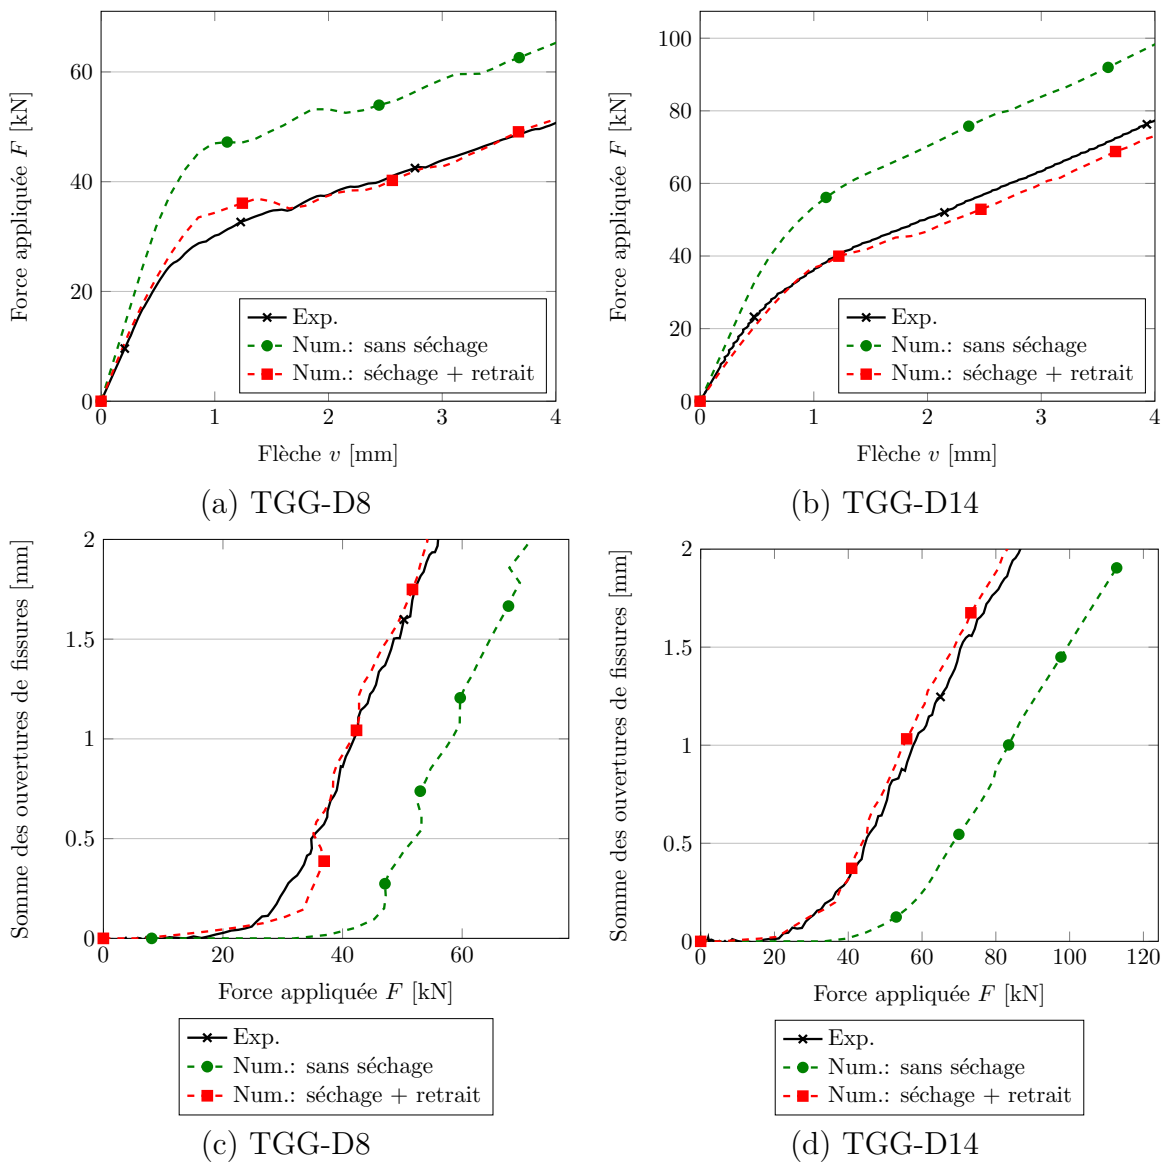 Force appliquée F [kN]
60
40
20
0
0 1 2 3 4
Flèche v [mm]
Exp.
Num.: sans séchage
Num.: séchage + retrait
(a) TGG-D8
Force appliquée F [kN]
100
80
60
40
20
0
0 1 2 3 4
Flèche v [mm]
Exp.
Num.: sans séchage
Num.: séchage + retrait
(b) TGG-D14
Somme des ouvertures de fissures [mm]
2
1.5
1
0.5
0
0 20 40 60
Force appliquée F [kN]
Exp.
Num.: sans séchage
Num.: séchage + retrait
(c) TGG-D8
Somme des ouvertures de fissures [mm]
2
1.5
1
0.5
0
0 20 40 60 80 100 120
Force appliquée F [kN]
Exp.
Num.: sans séchage
Num.: séchage + retrait
(d) TGG-D14